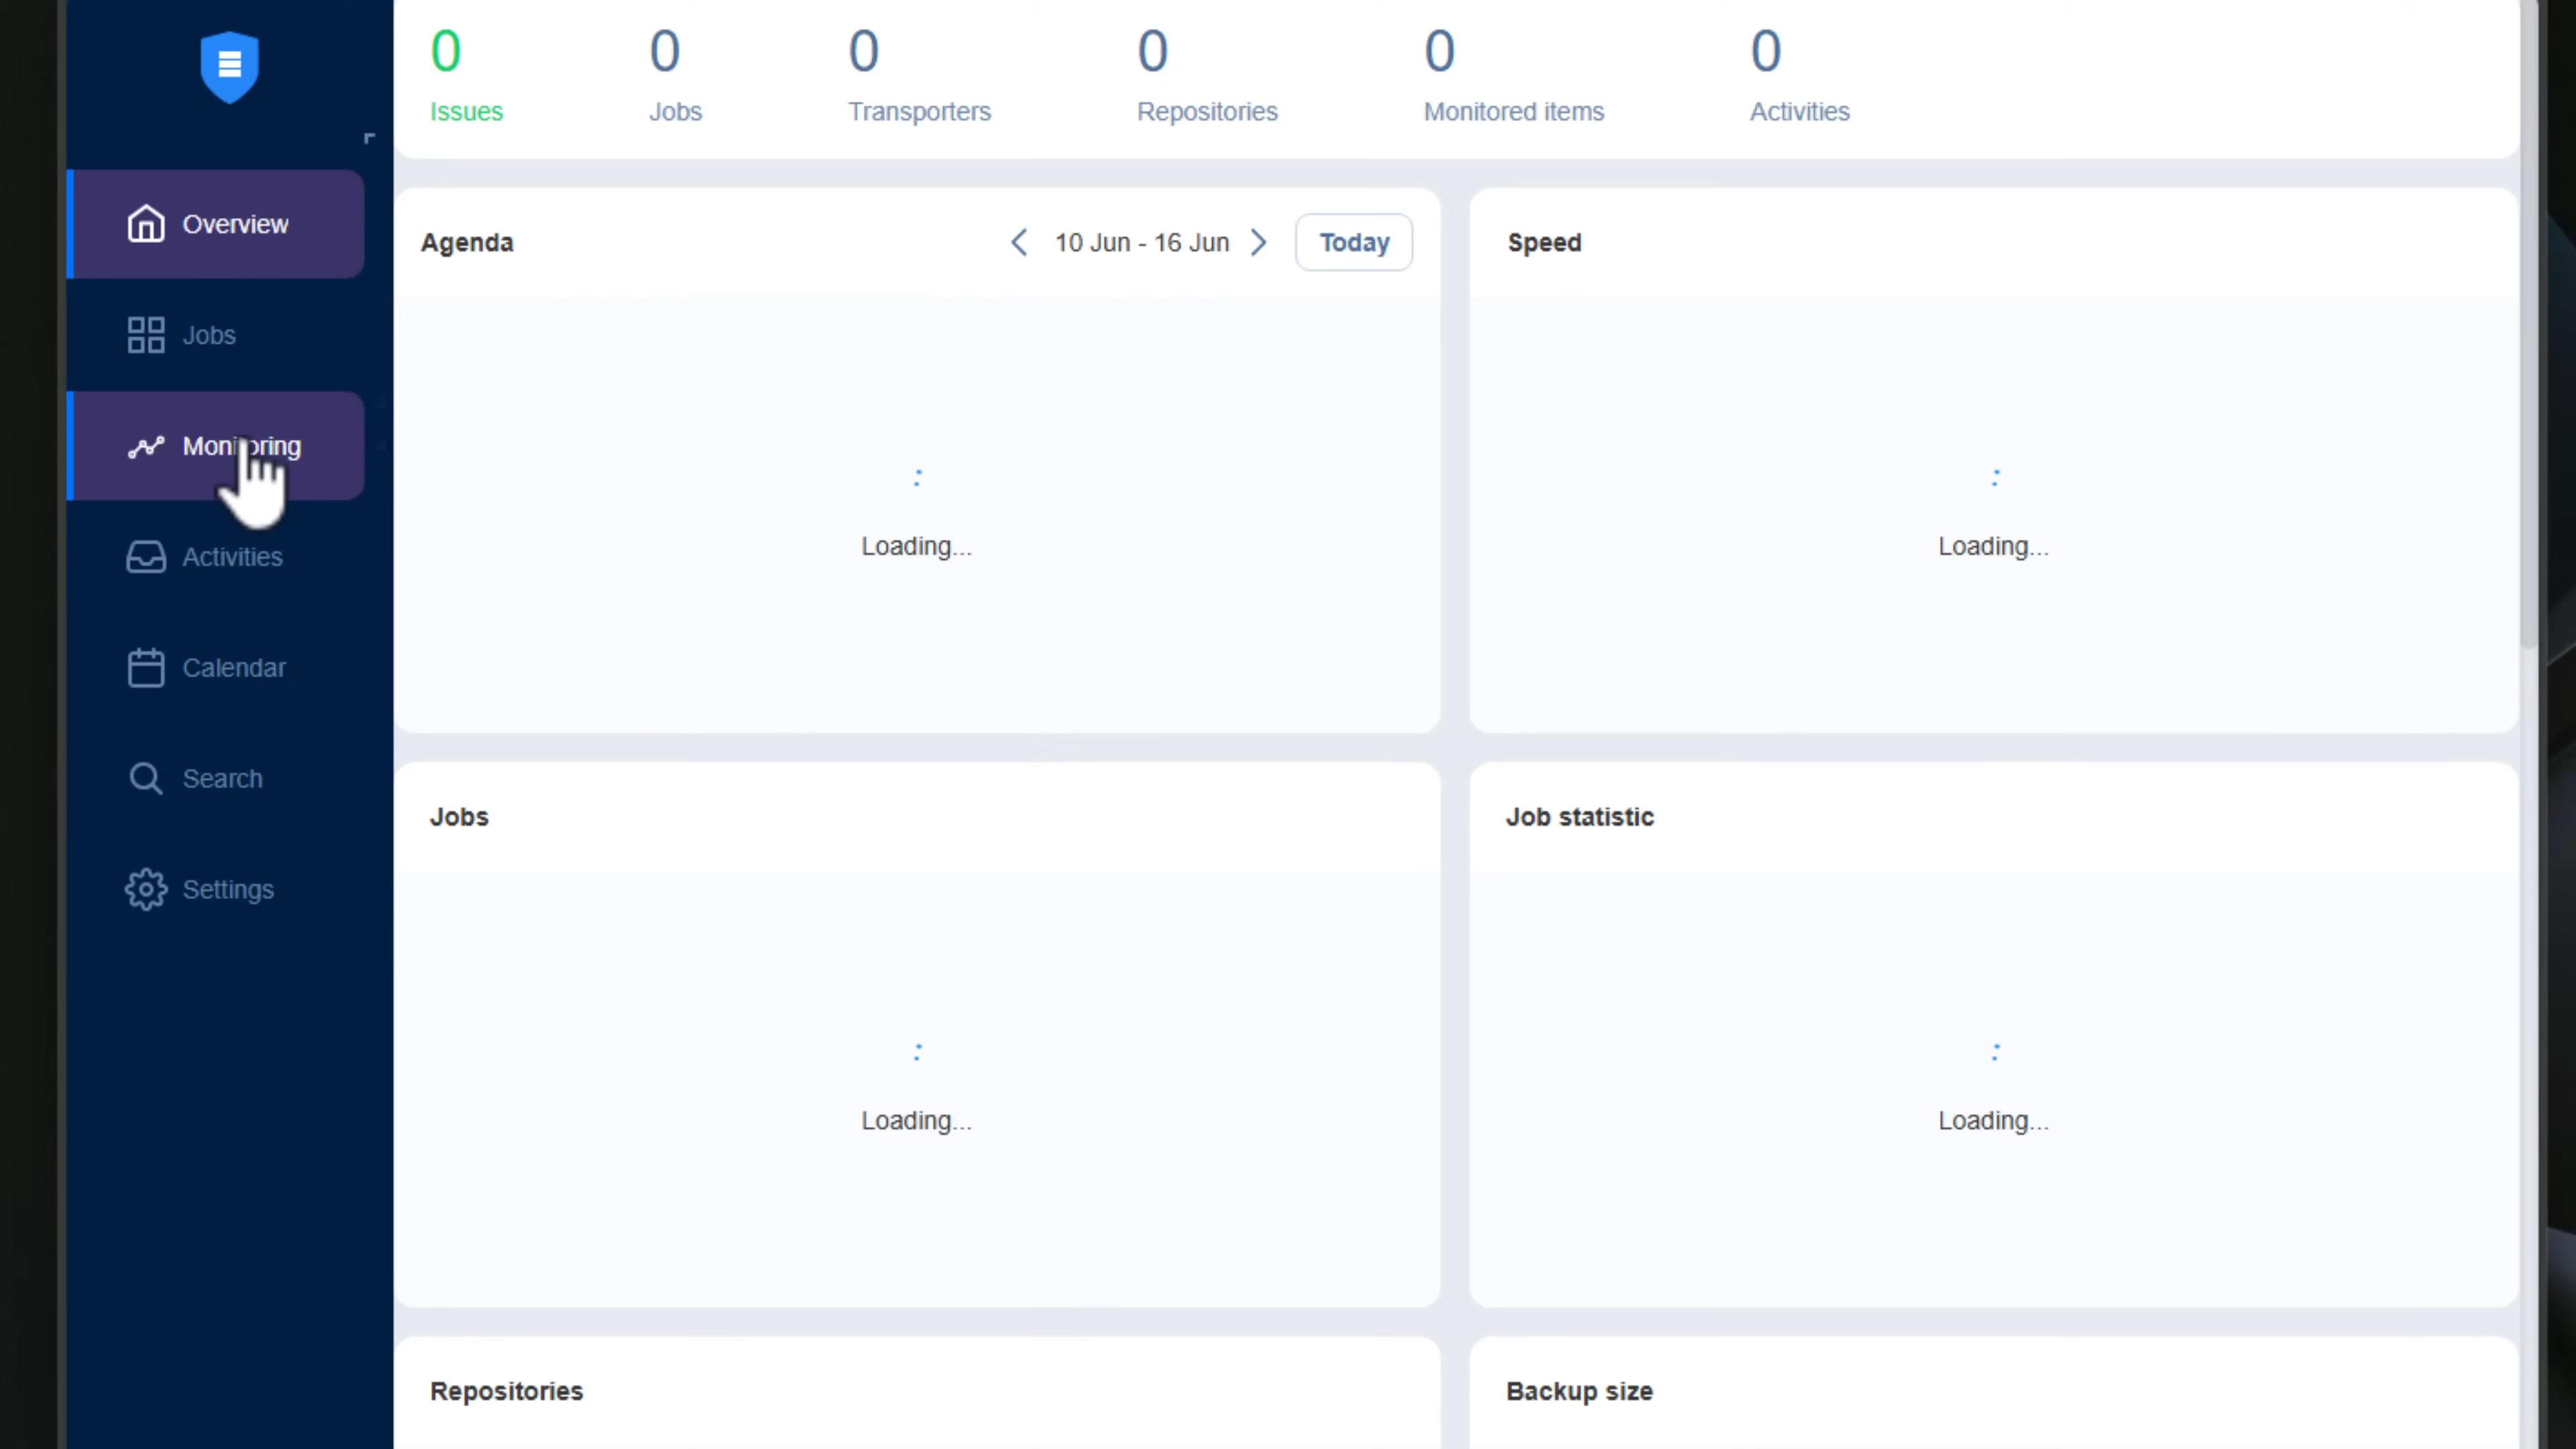 0 0 0 0 0 0
Issues Jobs Transporters Repositories Monitored items Activities
Overview
Jobs
Monitoring
Activities
Calendar
Search
Settings
Agenda 10 Jun - 16 Jun Today
Loading...
Speed
Loading...
Jobs
Loading...
Job statistic
Loading...
Repositories
Backup size